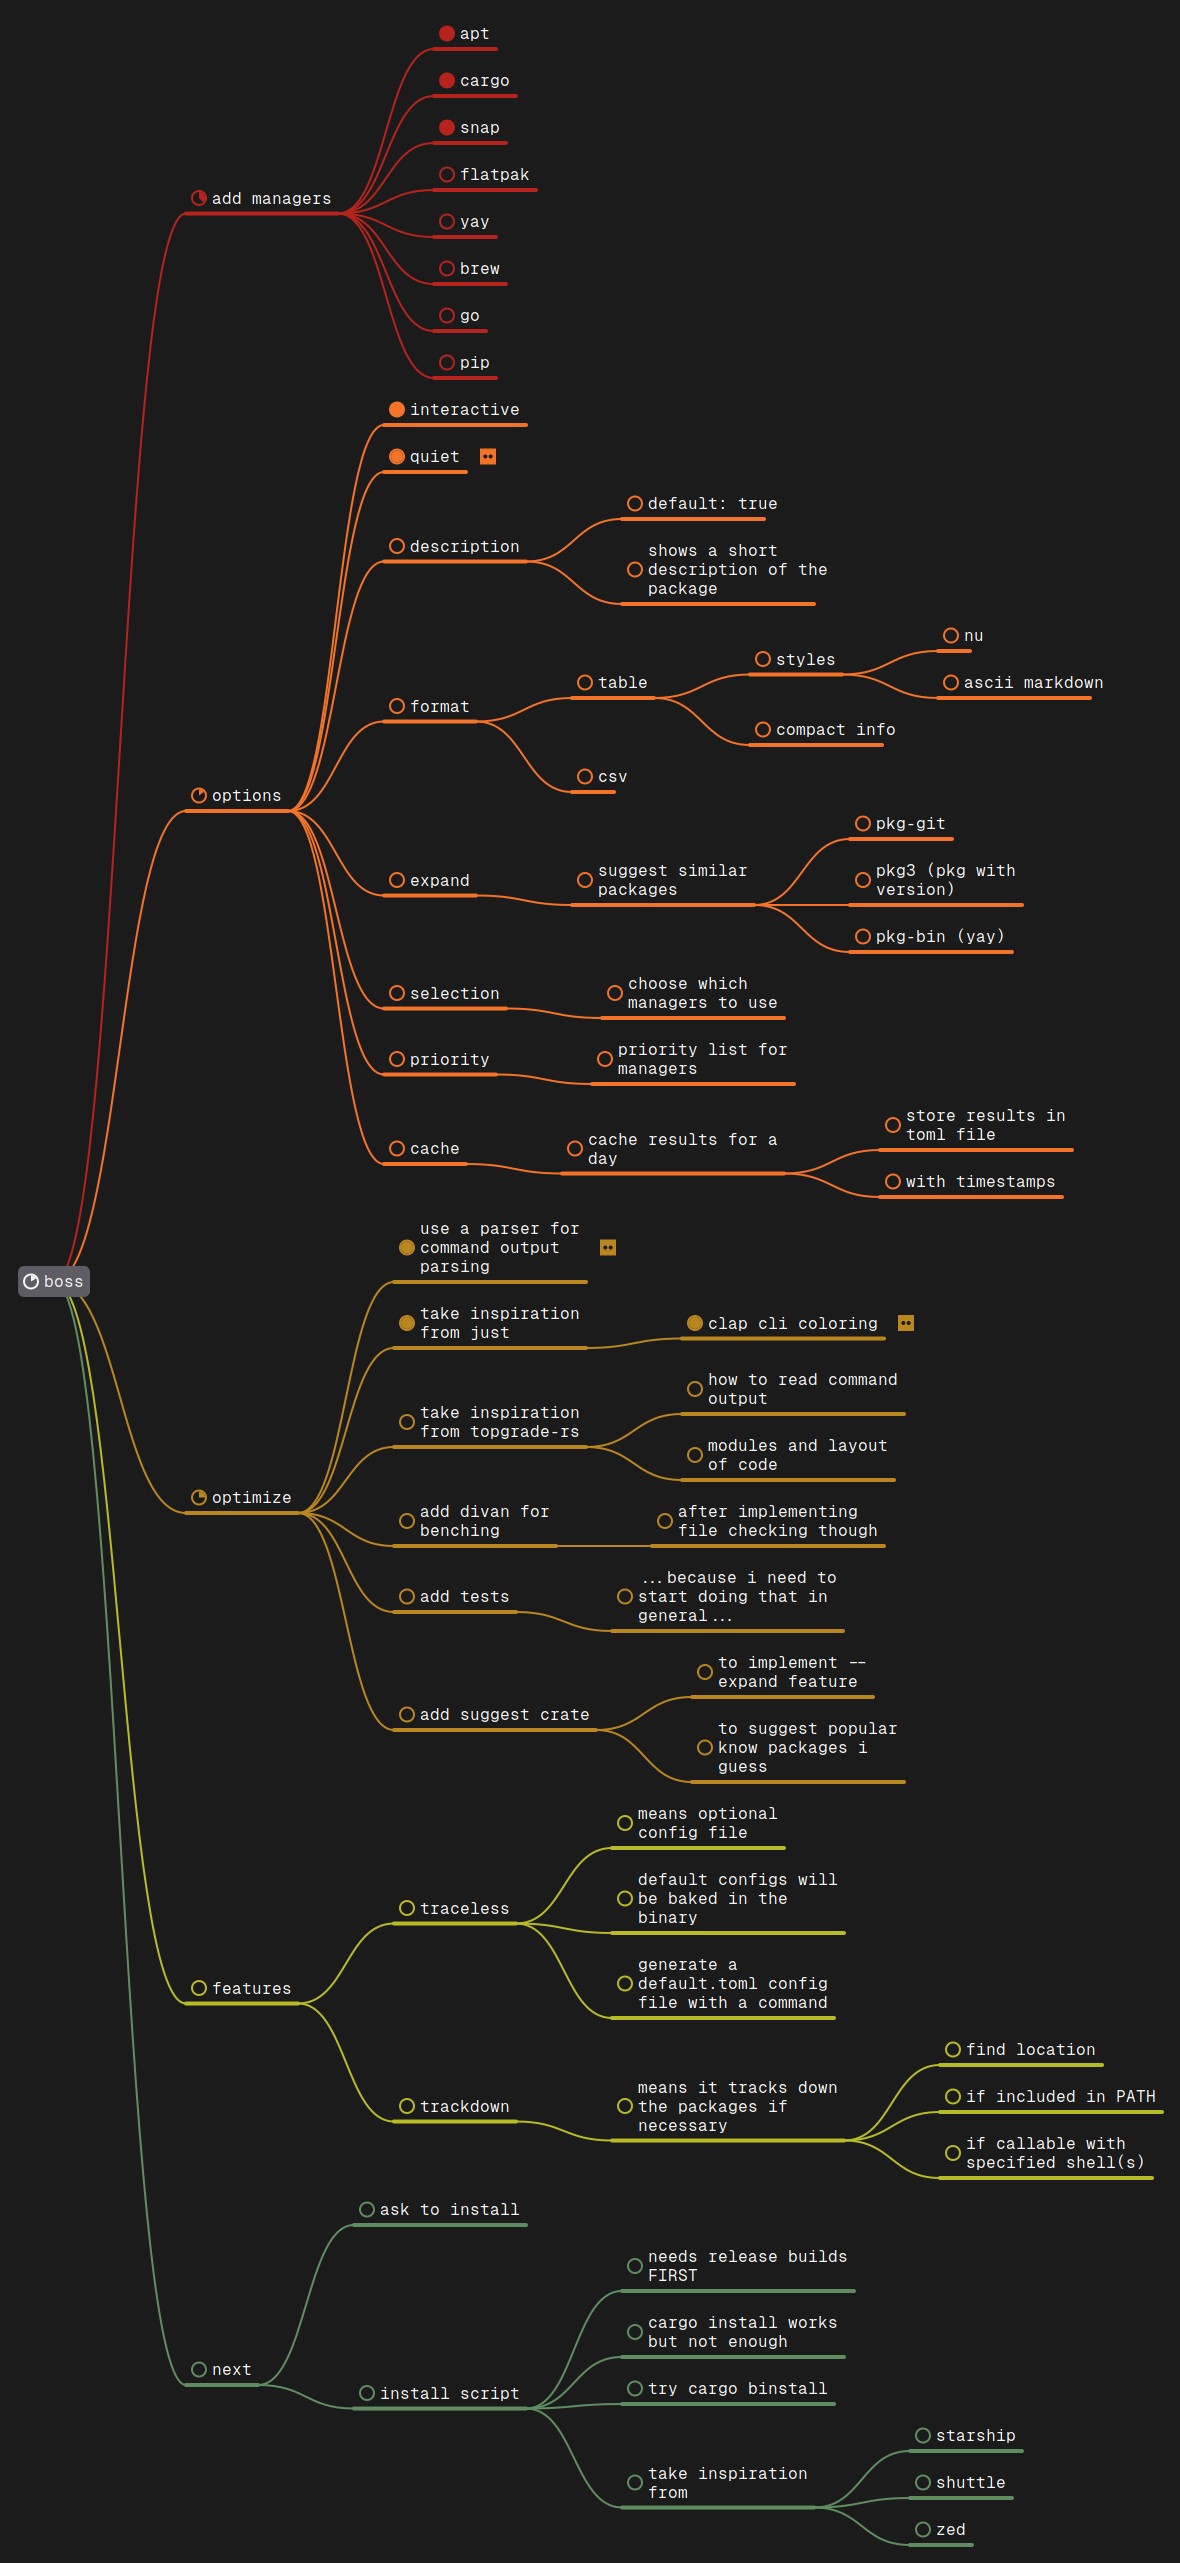 apt
cargo
snap
flatpak
add managers
yay
brew
go
pip
interactive
quiet
default: true
description
shows a short
description of the
package
nu
styles
table
ascii markdown
format
compact info
csv
options
pkg-git
suggest similar
packages
expand
pkg3 (pkg with
version)
pkg-bin (yay)
selection
choose which
managers to use
priority
priority list for
managers
store results in
toml file
cache
cache results for a
day
with timestamps
boss
use a parser for
command output
parsing
take inspiration
from just
clap cli coloring
how to read command
output
take inspiration
from topgrade-rs
modules and layout
of code
optimize
add divan for
benching
after implementing
file checking though
add tests
...because i need to
start doing that in
general...
to implement --
expand feature
add suggest crate
to suggest popular
know packages i
guess
means optional
config file
traceless
default configs will
be baked in the
binary
generate a
default.toml config
file with a command
features
find location
trackdown
means it tracks down
the packages if
necessary
if included in PATH
if callable with
specified shell(s)
ask to install
needs release builds
FIRST
cargo install works
but not enough
next
install script
try cargo binstall
starship
take inspiration
from
shuttle
zed